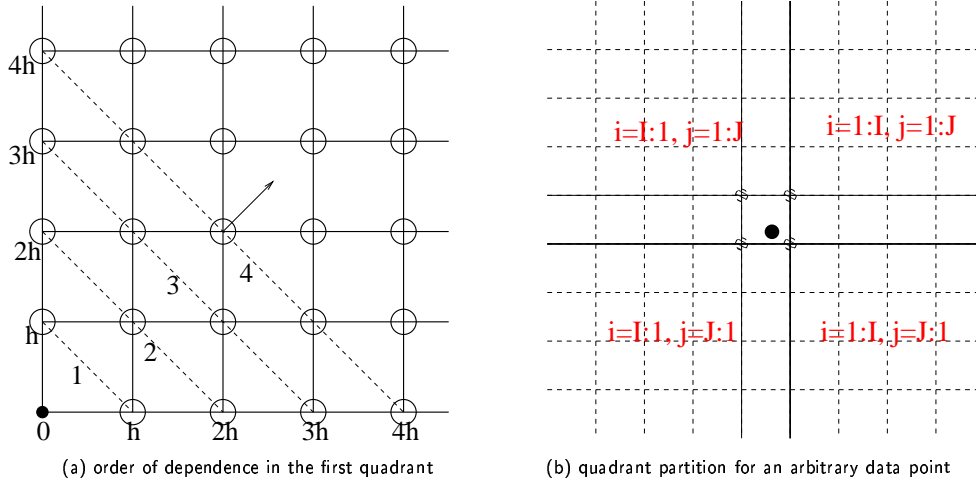 4h
3h
2h
h
0
h
2h
3h
4h
1
2
3
4
(a) order of dependence in the first quadrant
i=I:1, j=1:J
i=1:I, j=1:J
i=I:1, j=J:1
i=1:I, j=J:1
(b) quadrant partition for an arbitrary data point